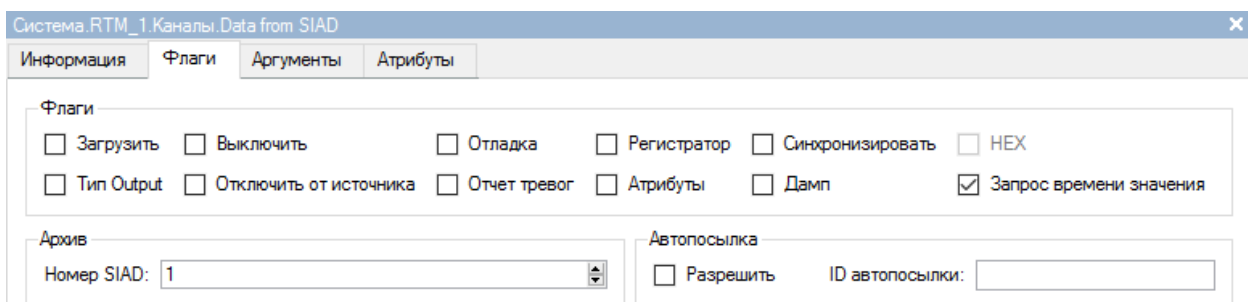 Система.RTM_1.Каналы.Data from SIAD
Информация Флаги Аргументы Атрибуты
Флаги
Загрузить Выключить Отладка Регистратор Синхронизировать HEX
Тип Output Отключить от источника Отчет тревог Атрибуты Дамп Запрос времени значения
Архив Автопосылка
Номер SIAD: 1 Разрешить ID автопосылки: